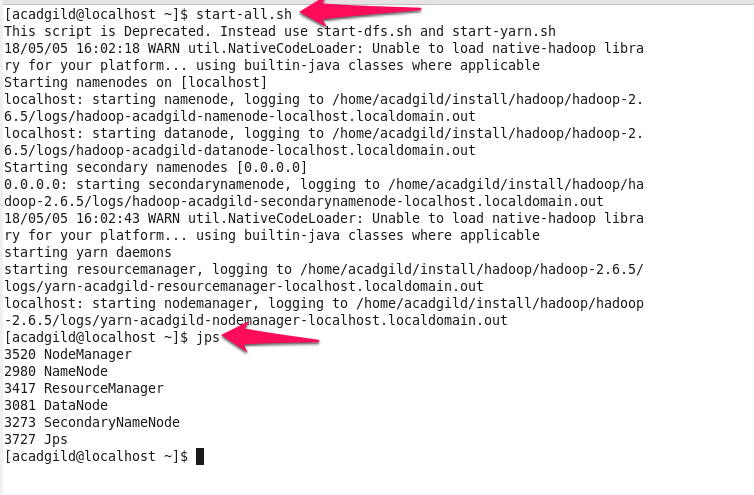 [acadgild@localhost ~]$ start-all.sh
This script is Deprecated. Instead use start-dfs.sh and start-yarn.sh
18/05/05 16:02:18 WARN util.NativeCodeLoader: Unable to load native-hadoop libra
ry for your platform... using builtin-java classes where applicable
Starting namenodes on [localhost]
localhost: starting namenode, logging to /home/acadgild/install/hadoop/hadoop-2.
6.5/logs/hadoop-acadgild-namenode-localhost.localdomain.out
localhost: starting datanode, logging to /home/acadgild/install/hadoop/hadoop-2.
6.5/logs/hadoop-acadgild-datanode-localhost.localdomain.out
Starting secondary namenodes [0.0.0.0]
0.0.0.0: starting secondarynamenode, logging to /home/acadgild/install/hadoop/ha
doop-2.6.5/logs/hadoop-acadgild-secondarynamenode-localhost.localdomain.out
18/05/05 16:02:43 WARN util.NativeCodeLoader: Unable to load native-hadoop libra
ry for your platform... using builtin-java classes where applicable
starting yarn daemons
starting resourcemanager, logging to /home/acadgild/install/hadoop/hadoop-2.6.5/
logs/yarn-acadgild-resourcemanager-localhost.localdomain.out
localhost: starting nodemanager, logging to /home/acadgild/install/hadoop/hadoop
-2.6.5/logs/yarn-acadgild-nodemanager-localhost.localdomain.out
[acadgild@localhost ~]$ jps
3520 NodeManager
2980 NameNode
3417 ResourceManager
3081 DataNode
3273 SecondaryNameNode
3727 Jps
[acadgild@localhost ~]$